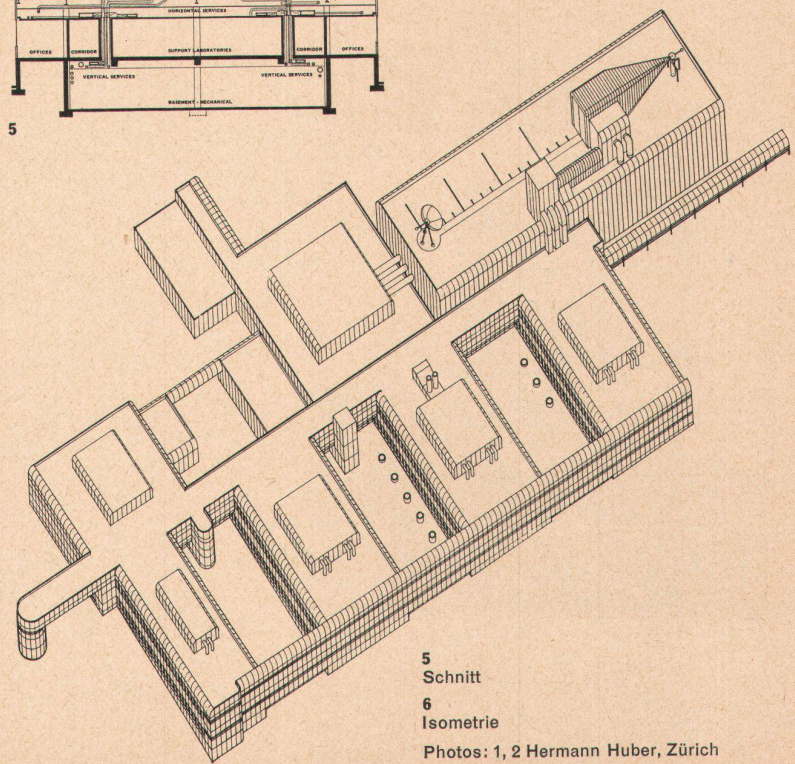 HORIZONTAL SERVICES
OFFICES CORRIDOR SUPPORT LABORATORIES CORRIDOR OFFICES
VERTICAL SERVICES VERTICAL SERVICES
BASEMENT - MECHANICAL
5
5
Schnitt
6
Isometrie
Photos: 1, 2 Hermann Huber, Zürich